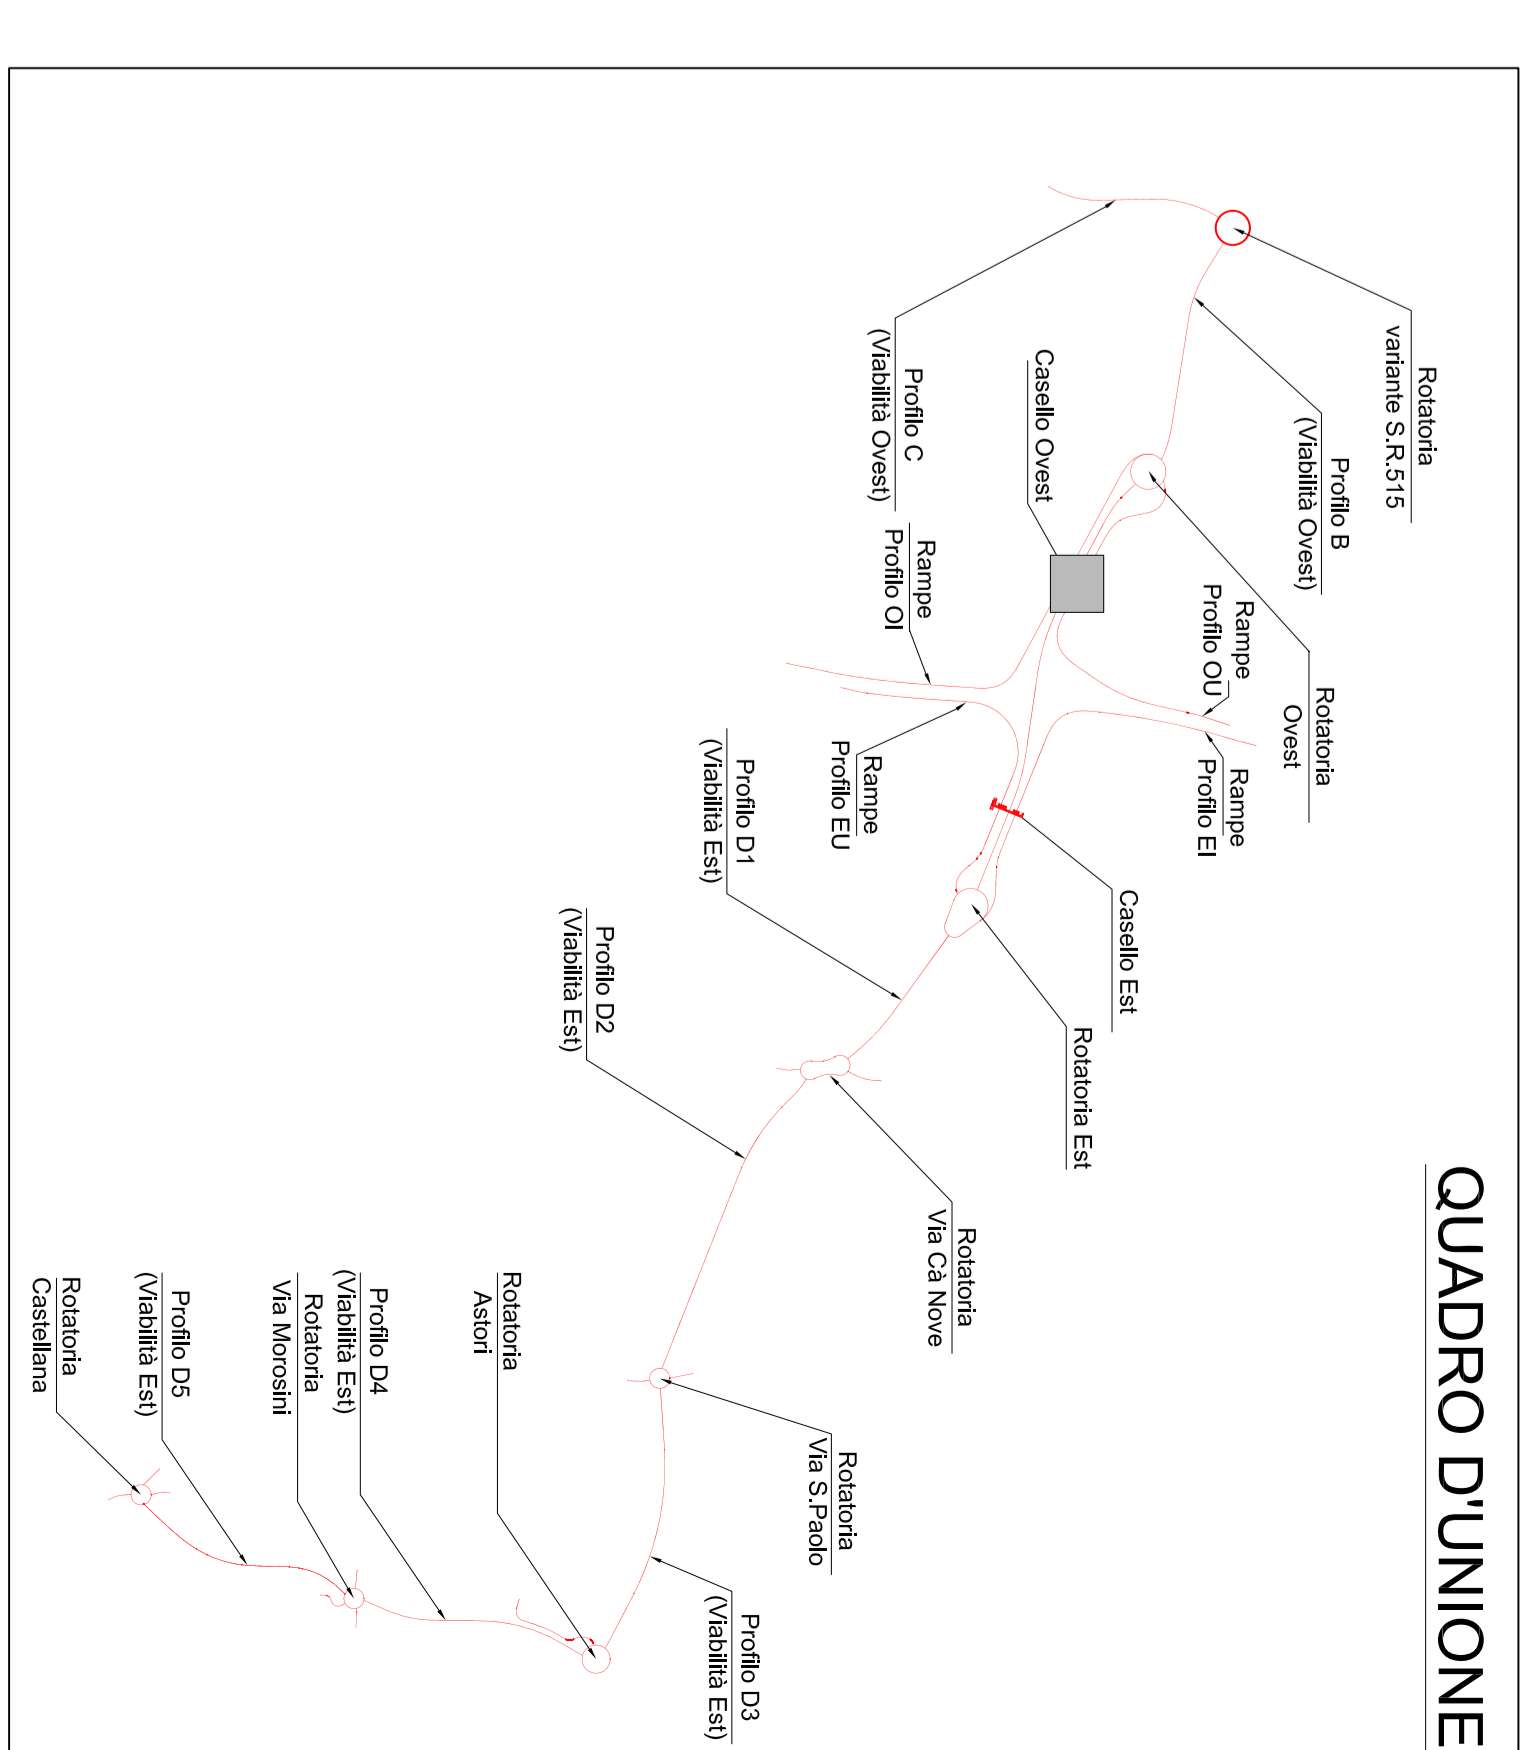 QUADRO D'UNIONE
Rotatoria
variante S.R.515
Profilo B
(Viabilità Ovest)
Rotatoria
Ovest
Rampe
Profilo OU
Rampe
Profilo EI
Casello Ovest
Profilo C
(Viabilità Ovest)
Rampe
Profilo OI
Rampe
Profilo EU
Casello Est
Rotatoria Est
Profilo D1
(Viabilità Est)
Rotatoria
Via Cà Nove
Profilo D2
(Viabilità Est)
Rotatoria
Via S.Paolo
Profilo D3
(Viabilità Est)
Rotatoria
Astori
Profilo D4
(Viabilità Est)
Rotatoria
Via Morosini
Profilo D5
(Viabilità Est)
Rotatoria
Castellana